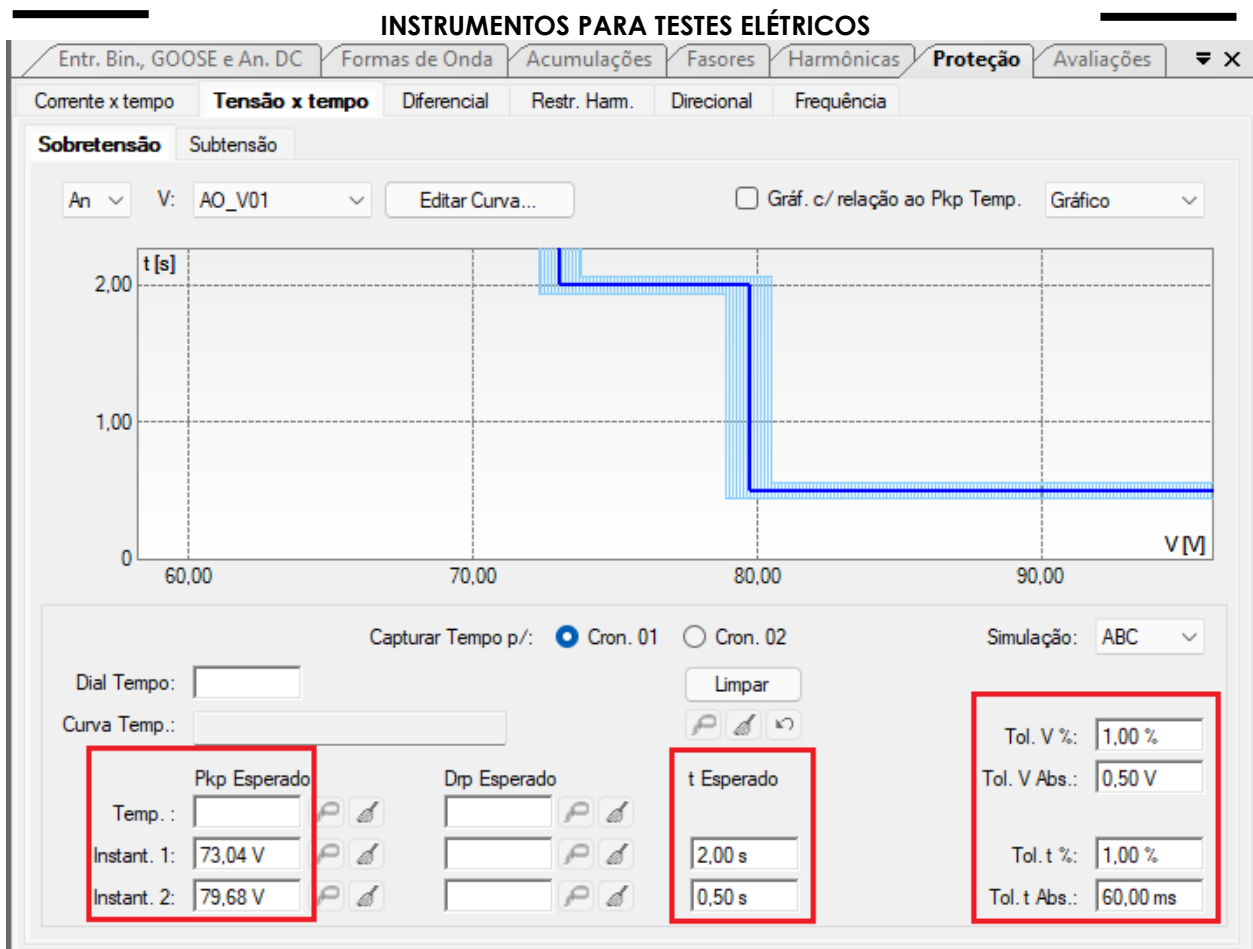 INSTRUMENTOS PARA TESTES ELÉTRICOS
Entr. Bin., GOOSE e An. DC Formas de Onda Acumulações Fasores Harmônicas Proteção Avaliações
Corrente x tempo Tensão x tempo Diferencial Restr. Harm. Direcional Frequência
Sobretensão Subtensão
An V: AO_V01 Editar Curva... Gráf. c/ relação ao Pkp Temp. Gráfico
t [s]
2,00
1,00
0
V [V]
60,00 70,00 80,00 90,00
Capturar Tempo p/: Cron. 01 Cron. 02 Simulação: ABC
Dial Tempo: Limpar
Curva Temp.: Tol. V %: 1,00 %
Pkp Esperado Drp Esperado t Esperado Tol. V Abs.: 0,50 V
Temp. :
Instant. 1: 73,04 V 2,00 s Tol. t %: 1,00 %
Instant. 2: 79,68 V 0,50 s Tol. t Abs.: 60,00 ms